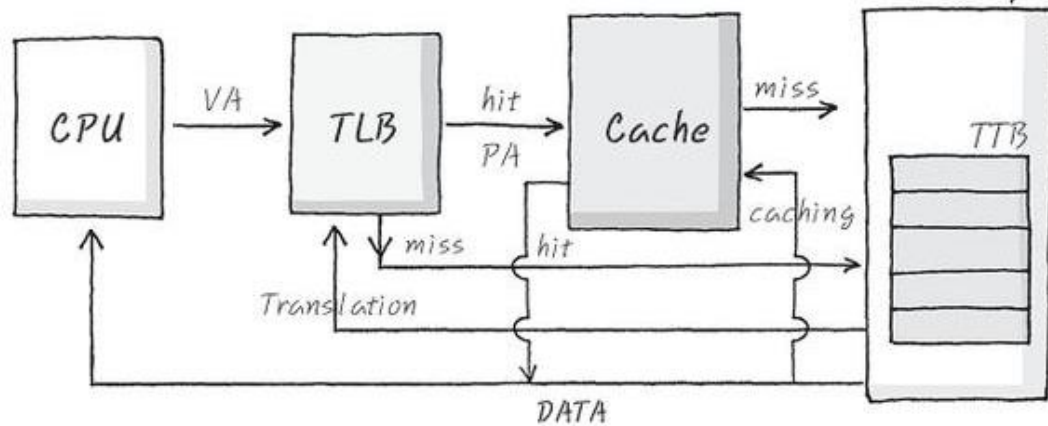 CPU
VA
TLB
hit
PA
Cache
miss
TTB
caching
miss
hit
Translation
DATA